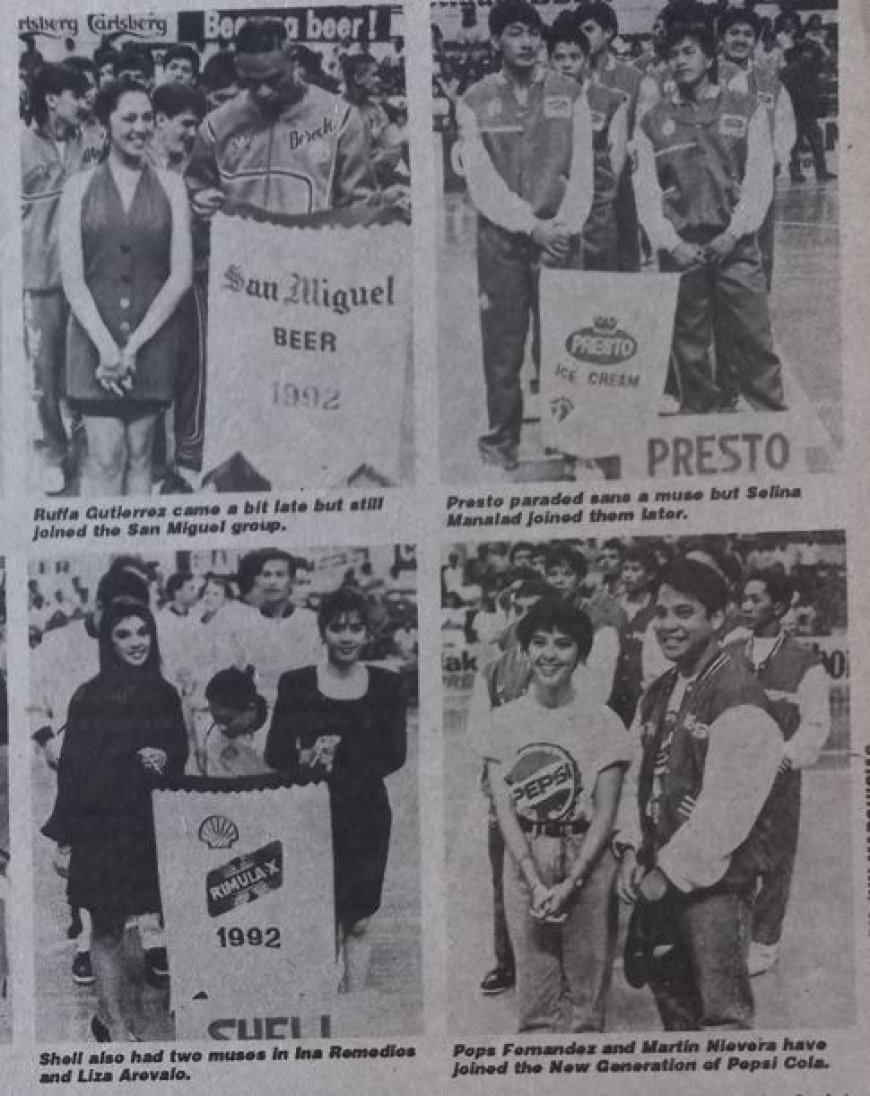 rlsberg Carlsberg
beer!
Dereck
San Miguel
BEER
1992
PRESTO
ICE CREAM
PRESTO
Ruffa Gutierrez came a bit late but still
joined the San Miguel group.
Presto paraded sans a muse but Selina
Manalad joined them later.
RIMULA-X
1992
SHELL
PEPSI
Shell also had two muses in Ina Remedios
and Liza Arevalo.
Pops Fernandez and Martin Nievera have
joined the New Generation of Pepsi Cola.